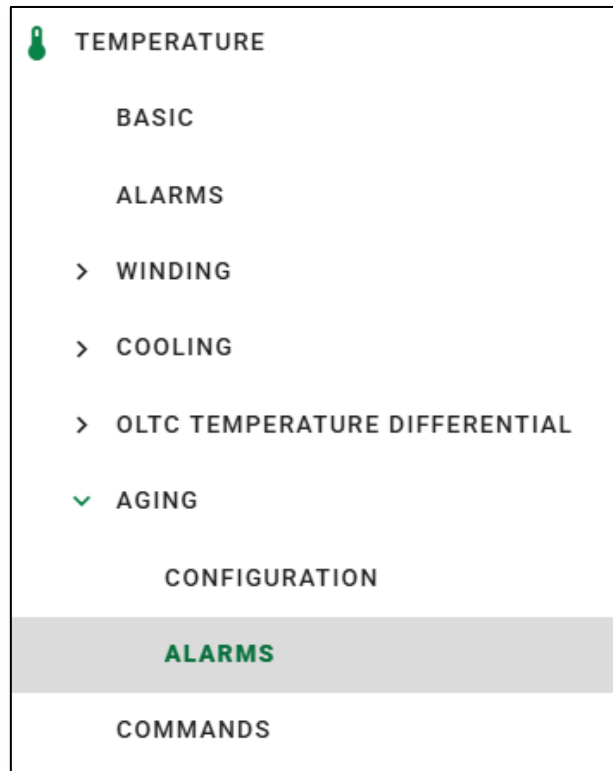 TEMPERATURE
BASIC
ALARMS
WINDING
COOLING
OLTC TEMPERATURE DIFFERENTIAL
AGING
CONFIGURATION
ALARMS
COMMANDS